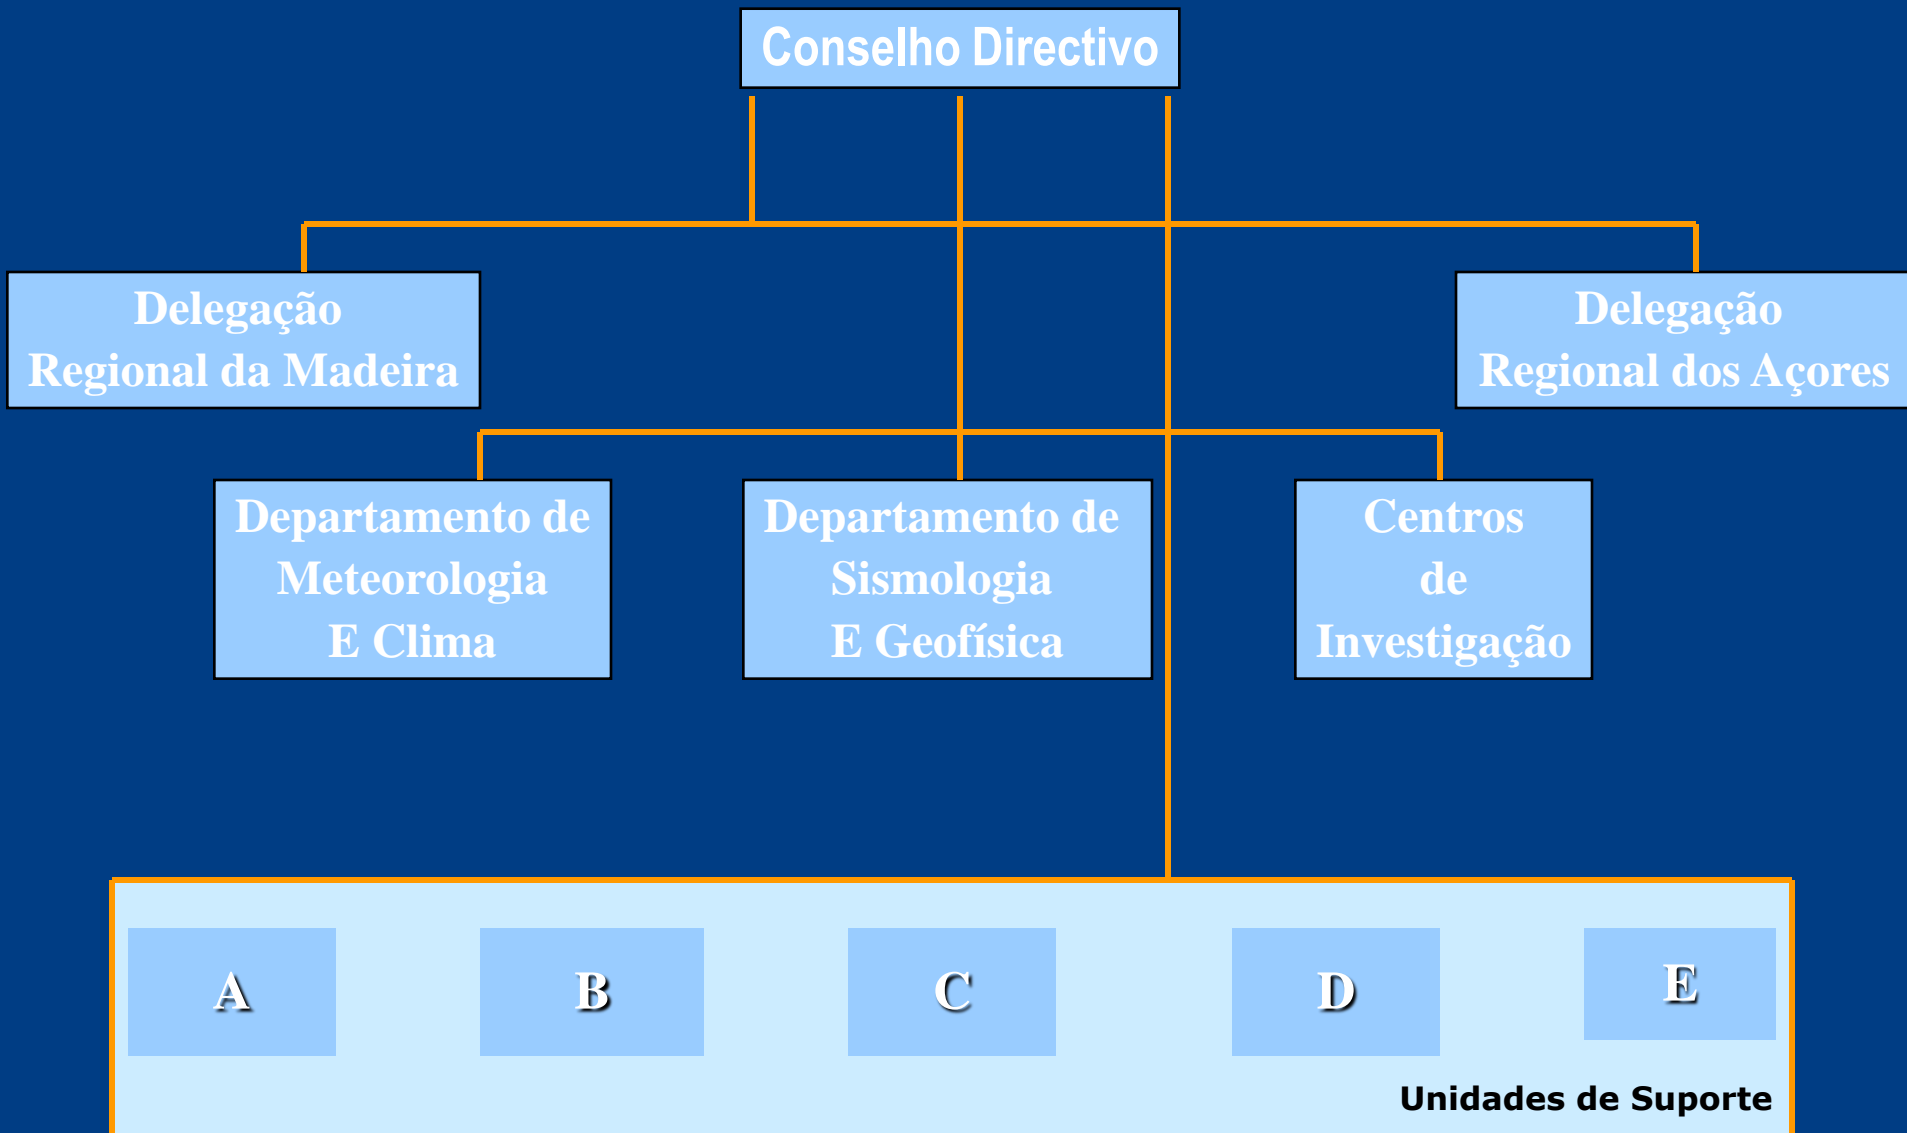 Conselho Directivo
Delegação
Regional da Madeira
Delegação
Regional dos Açores
Departamento de
Meteorologia
E Clima
Departamento de
Sismologia
E Geofísica
Centros
de
Investigação
A
B
C
D
E
Unidades de Suporte